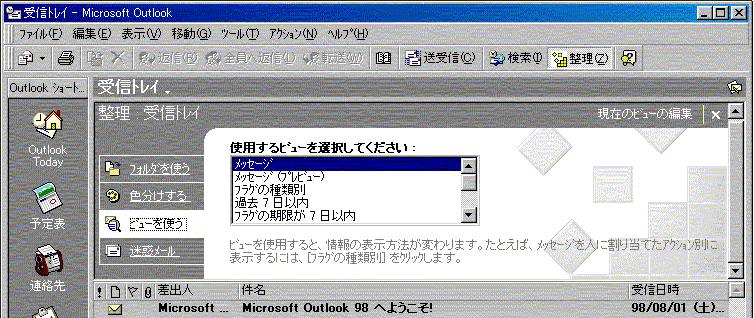 受信トレイ - Microsoft Outlook
ファイル(F) 編集(E) 表示(V) 移動(G) ツール(T) アクション(N) ヘルプ(H)
返信(R) 全員へ返信(L) 転送(W) 送受信(C) 検索(I) 整理(Z)
Outlook ショート... 受信トレイ
整理 : 受信トレイ 現在のビューの編集
使用するビューを選択してください :
メッセージ
メッセージ (プレビュー)
フラグの種類別
過去 7 日以内
フラグの期限が 7 日以内
フォルダを使う
色分けする
ビューを使う
迷惑メール
ビューを使用すると、情報の表示方法が変わります。たとえば、メッセージを人に割り当てたアクション別に
表示するには、[フラグの種類別] をクリックします。
Outlook
Today
予定表
連絡先
差出人 件名 受信日時
Microsoft ... Microsoft Outlook 98 へようこそ! 98/08/01 (土)...